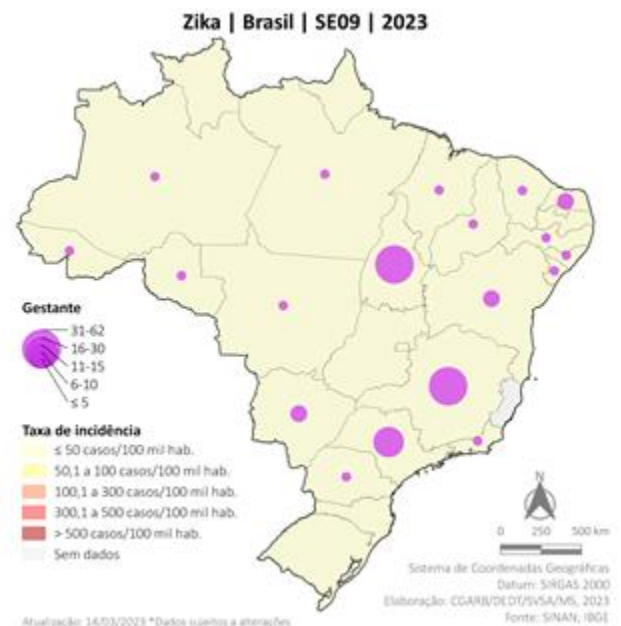 Zika | Brasil | SE09 | 2023
Gestante
31-62
16-30
11-15
6-10
≤ 5
Taxa de incidência
≤ 50 casos/100 mil hab.
50,1 a 100 casos/100 mil hab.
100,1 a 300 casos/100 mil hab.
300,1 a 500 casos/100 mil hab.
> 500 casos/100 mil hab.
Sem dados
N
0 250 500 km
Sistema de Coordenadas Geográficas
Datum: SIRGAS 2000
Elaboração: CGARB/DEDT/SVSA/MS, 2023
Fonte: SINAN; IBGE
Atualização: 14/03/2023 *Dados sujeitos a alterações